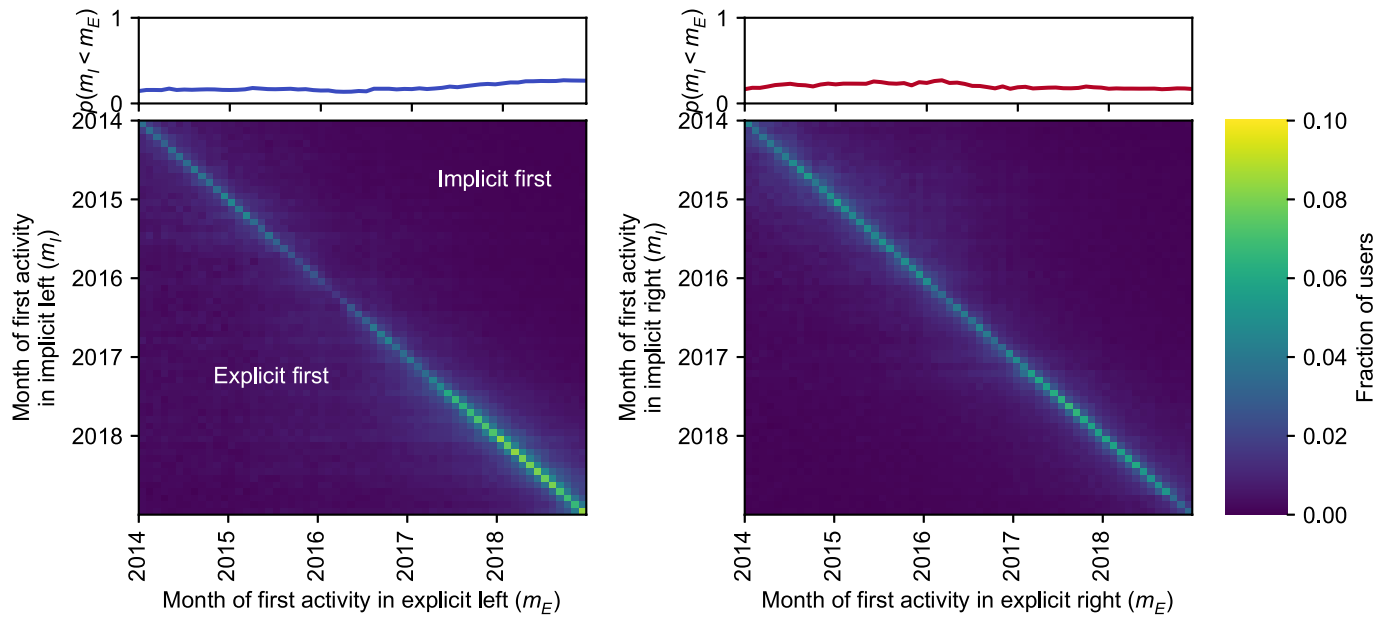 1
p(m_I < m_E)
0
2014
Implicit first
2015
Month of first activity
in implicit left (m_I)
2016
2017
Explicit first
2018
2014
2015
2016
2017
2018
Month of first activity in explicit left (m_E)
1
p(m_I < m_E)
0
2014
2015
Month of first activity
in implicit right (m_I)
2016
2017
2018
2014
2015
2016
2017
2018
Month of first activity in explicit right (m_E)
0.10
0.08
0.06
0.04
0.02
0.00
Fraction of users